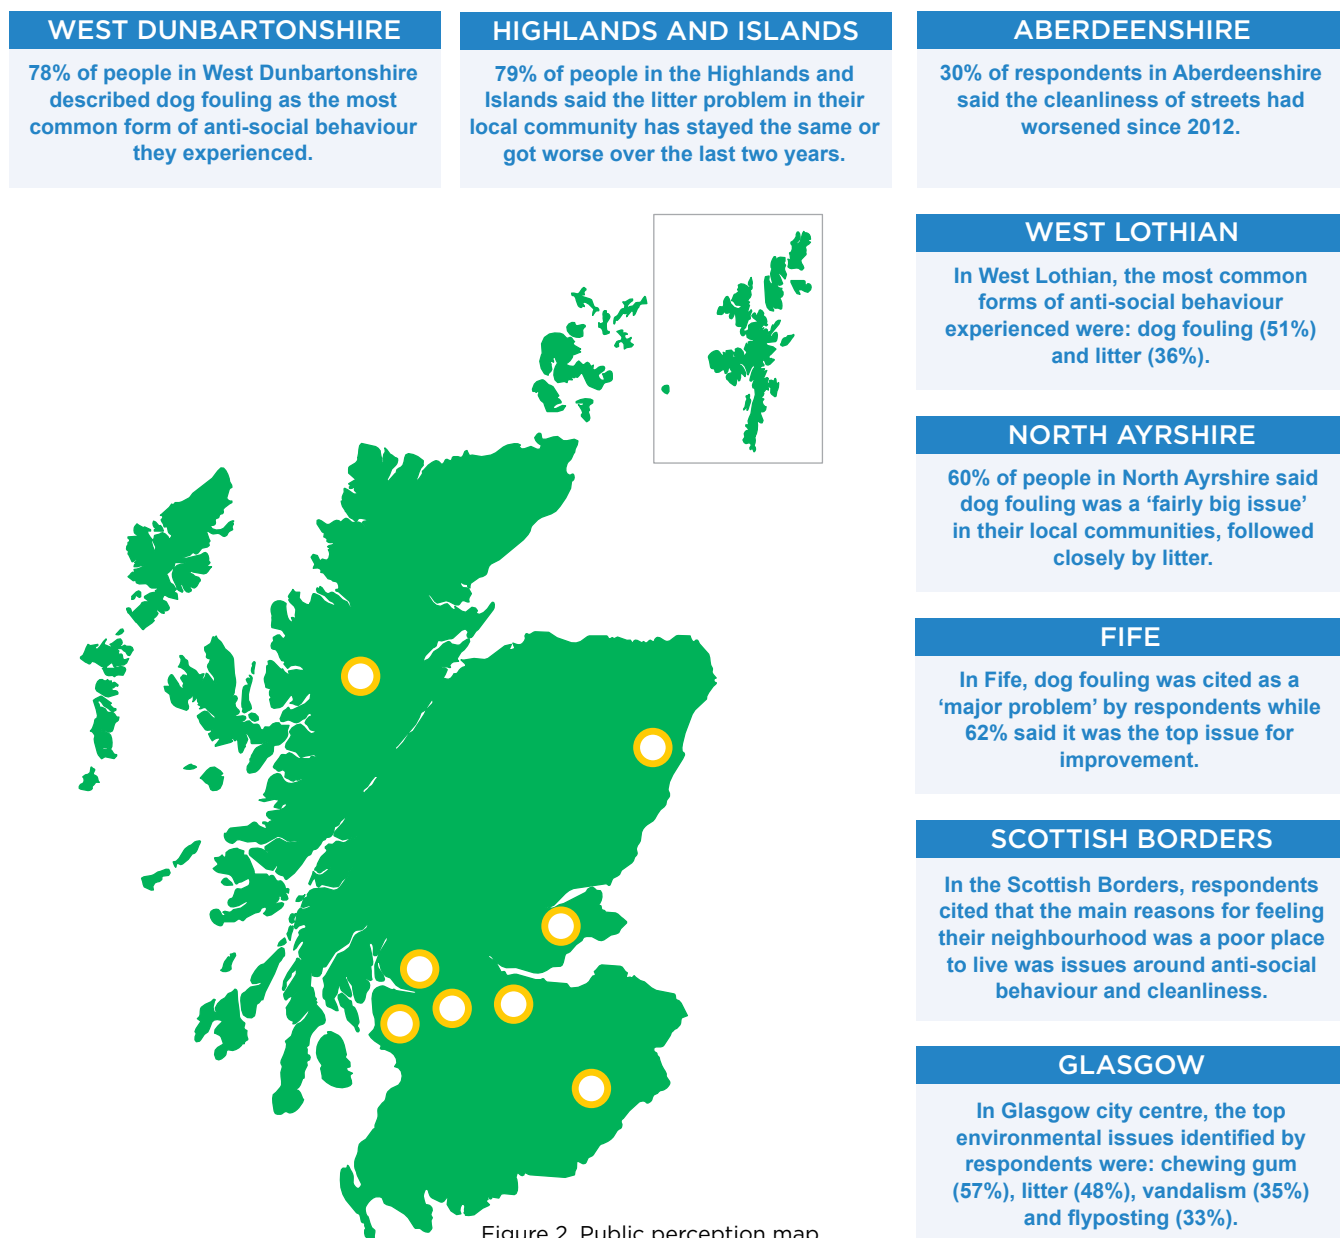 WEST DUNBARTONSHIRE
78% of people in West Dunbartonshire
described dog fouling as the most
common form of anti-social behaviour
they experienced.
HIGHLANDS AND ISLANDS
79% of people in the Highlands and
Islands said the litter problem in their
local community has stayed the same or
got worse over the last two years.
ABERDEENSHIRE
30% of respondents in Aberdeenshire
said the cleanliness of streets had
worsened since 2012.
WEST LOTHIAN
In West Lothian, the most common
forms of anti-social behaviour
experienced were: dog fouling (51%)
and litter (36%).
NORTH AYRSHIRE
60% of people in North Ayrshire said
dog fouling was a ‘fairly big issue’
in their local communities, followed
closely by litter.
FIFE
In Fife, dog fouling was cited as a
‘major problem’ by respondents while
62% said it was the top issue for
improvement.
SCOTTISH BORDERS
In the Scottish Borders, respondents
cited that the main reasons for feeling
their neighbourhood was a poor place
to live was issues around anti-social
behaviour and cleanliness.
GLASGOW
In Glasgow city centre, the top
environmental issues identified by
respondents were: chewing gum
(57%), litter (48%), vandalism (35%)
and flyposting (33%).
Figure 2. Public perception map